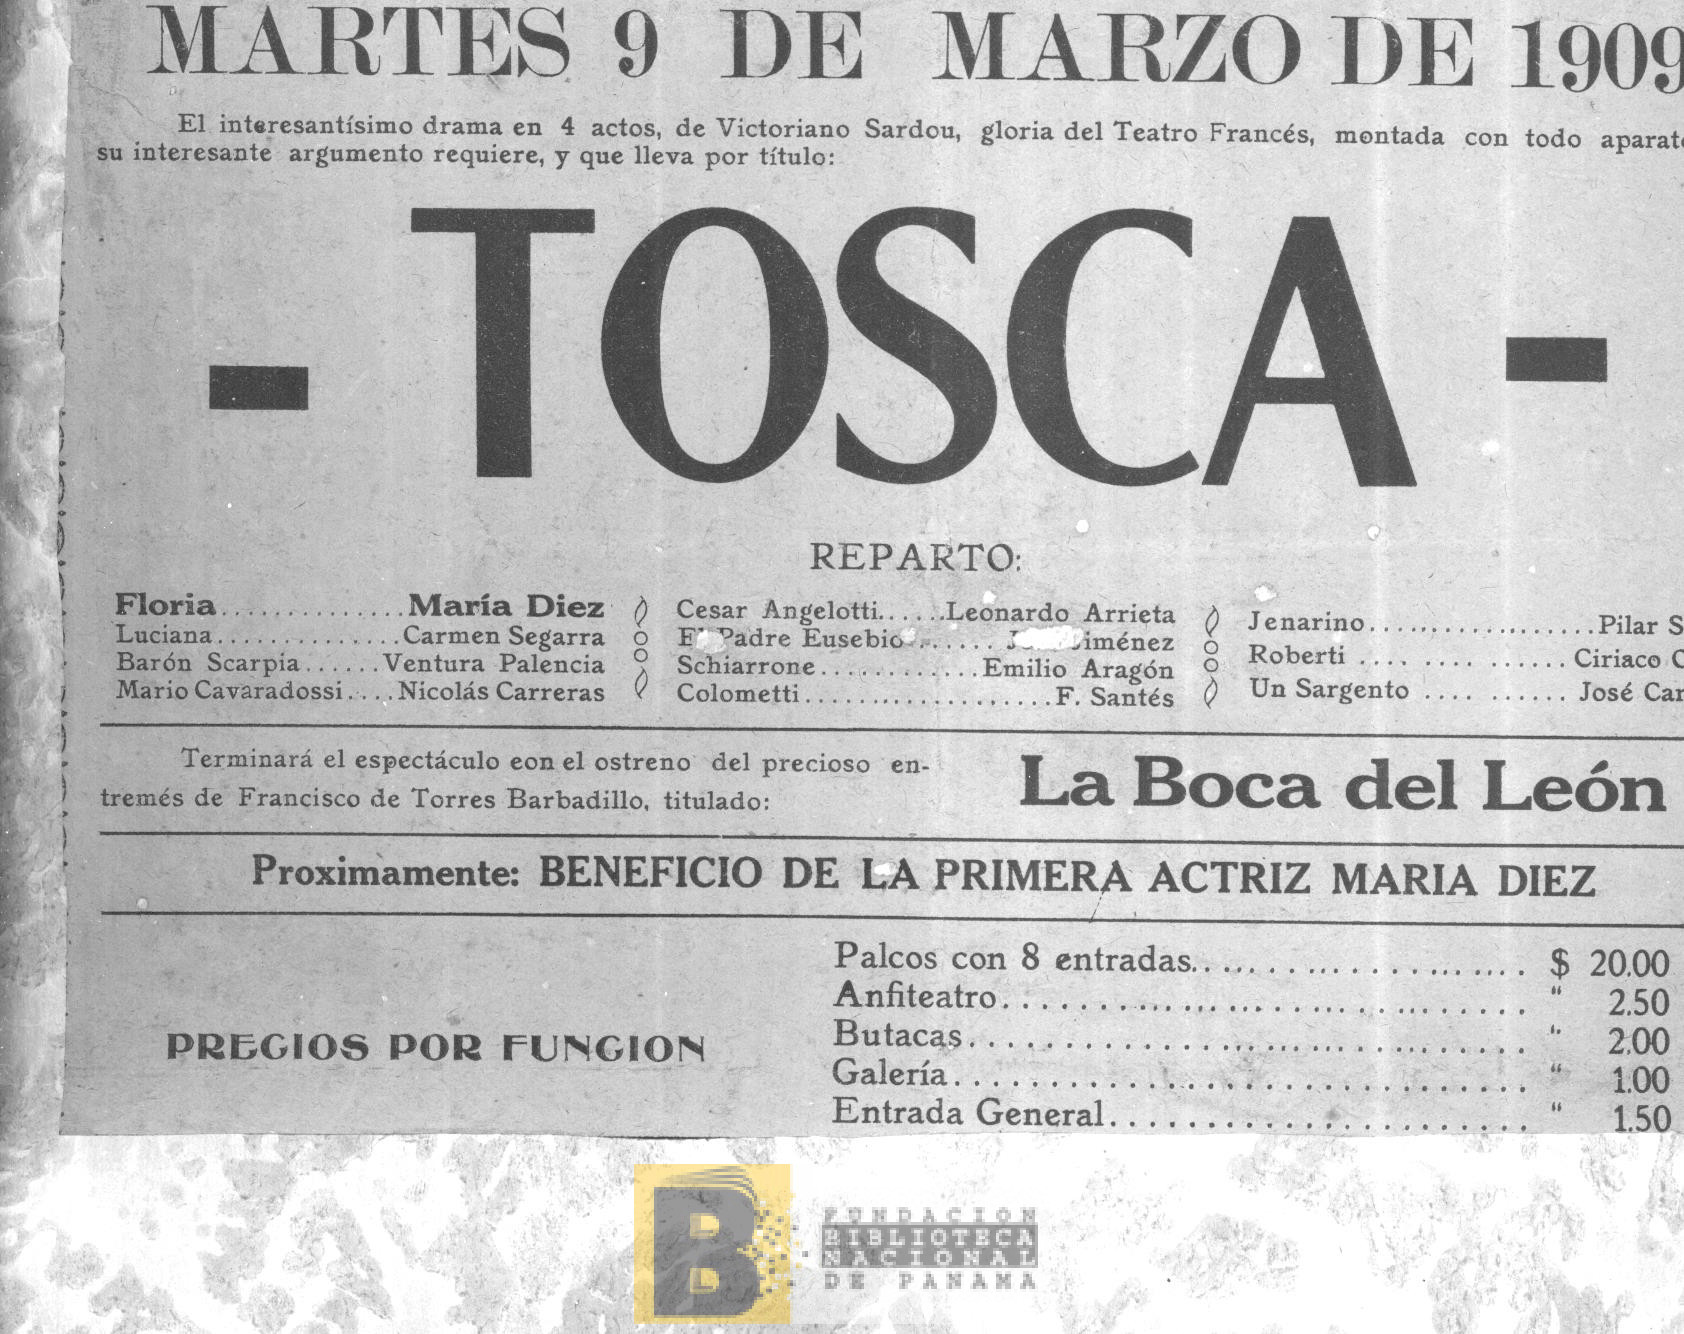 MARTES 9 DE MARZO DE 1909
El interesantísimo drama en 4 actos, de Victoriano Sardou, gloria del Teatro Francés, montada con todo aparato
su interesante argumento requiere, y que lleva por título:
- TOSCA -
REPARTO:
Floria.............María Diez
Luciana.............Carmen Segarra
Barón Scarpia......Ventura Palencia
Mario Cavaradossi....Nicolás Carreras
Cesar Angelotti......Leonardo Arrieta
El Padre Eusebio....... Jiménez
Schiarrone............Emilio Aragón
Colometti.....................F. Santés
Jenarino....................Pilar
Roberti .... .... ........Ciriaco
Un Sargento .... ......... José
Terminará el espectáculo eon el ostreno del precioso en-
tremés de Francisco de Torres Barbadillo, titulado:
La Boca del León
Proximamente: BENEFICIO DE LA PRIMERA ACTRIZ MARIA DIEZ
PRECIOS POR FUNCION
Palcos con 8 entradas........................ $ 20.00
Anfiteatro.................................... " 2.50
Butacas...................................... " 2.00
Galería....................................... " 1.00
Entrada General............................ " 1.50
FUNDACION
BIBLIOTECA
NACIONAL
DE PANAMA